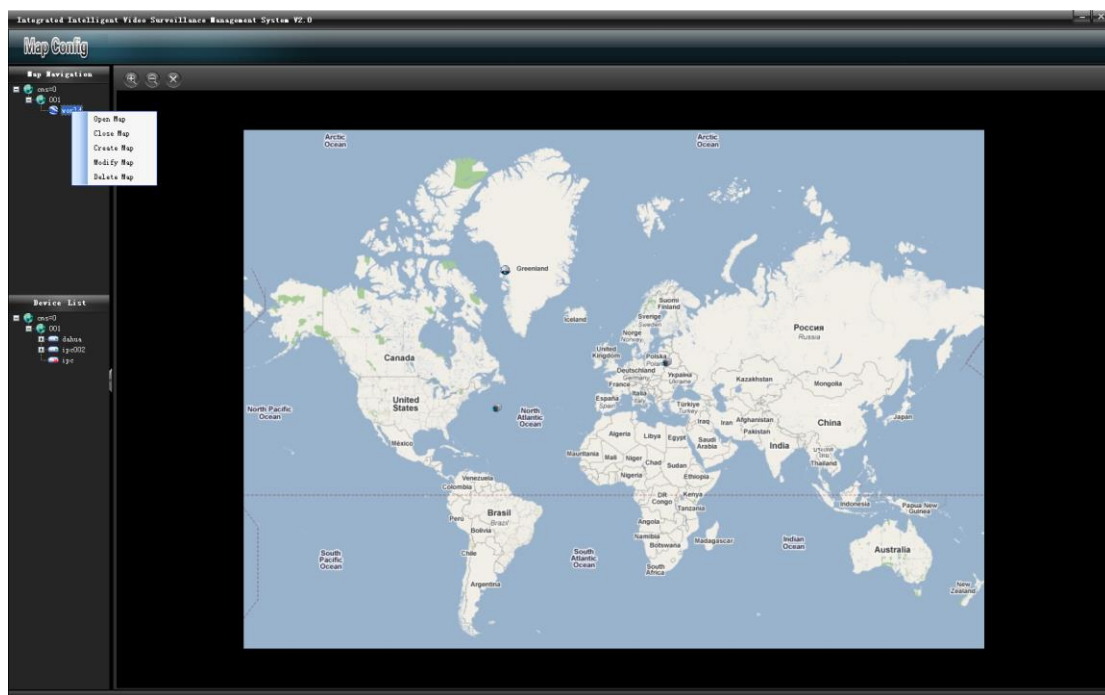 Integrated Intelligent Video Surveillance Management System V2.0
Map Config
Map Navigation
cms=0
001
world
Open Map
Close Map
Create Map
Modify Map
Delete Map
Device List
cms=0
001
dahua
ipc002
ipc
Arctic
Ocean
Arctic
Ocean
Greenland
Iceland
Suomi
Finland
Sverige
Sweden
Norge
Norway
Россия
Russia
United
Kingdom
Polska
Poland
Deutschland
Germany
Україна
Ukraine
France
Kazakhstan
Mongolia
Canada
United
States
España
Spain
Italia
Italy
Türkiye
Turkey
North Pacific
Ocean
North
Atlantic
Ocean
Iraq
Iran
Afghanistan
Pakistan
China
Japan
México
Algeria
Libya
Egypt
Saudi
Arabia
India
Mauritania
Mali
Niger
Chad
Sudan
Thailand
Nigeria
Ethiopia
Venezuela
Colombia
DR
Congo
Kenya
Tanzania
Indonesia
Papua New
Guinea
Perú
Brasil
Brazil
Bolivia
Angola
Namibia
Botswana
Madagascar
Chile
South
Pacific
Ocean
South
Atlantic
Ocean
Indian
Ocean
Australia
South
Africa
Argentina
New
Zealand